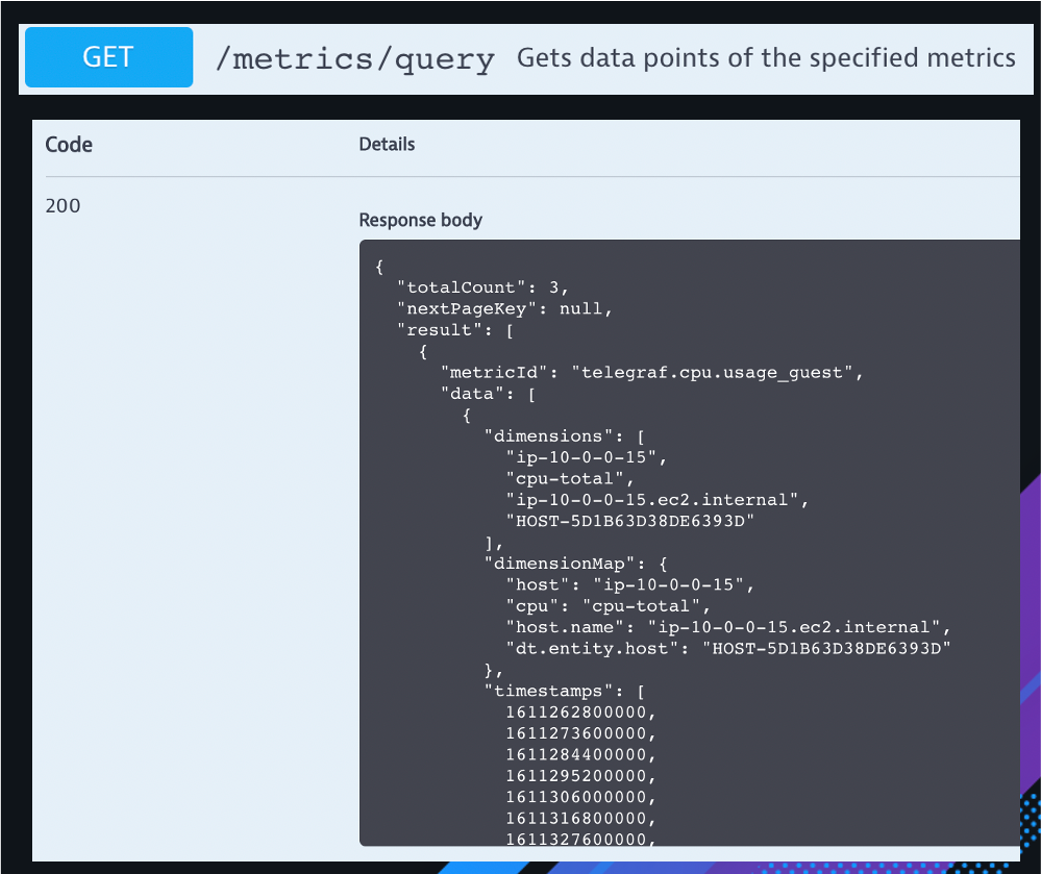 GET /metrics/query Gets data points of the specified metrics
Code Details
200
Response body
{
"totalCount": 3,
"nextPageKey": null,
"result": [
{
"metricId": "telegraf.cpu.usage_guest",
"data": [
{
"dimensions": [
"ip-10-0-0-15",
"cpu-total",
"ip-10-0-0-15.ec2.internal",
"HOST-5D1B63D38DE6393D"
],
"dimensionMap": {
"host": "ip-10-0-0-15",
"cpu": "cpu-total",
"host.name": "ip-10-0-0-15.ec2.internal",
"dt.entity.host": "HOST-5D1B63D38DE6393D"
},
"timestamps": [
1611262800000,
1611273600000,
1611284400000,
1611295200000,
1611306000000,
1611316800000,
1611327600000,